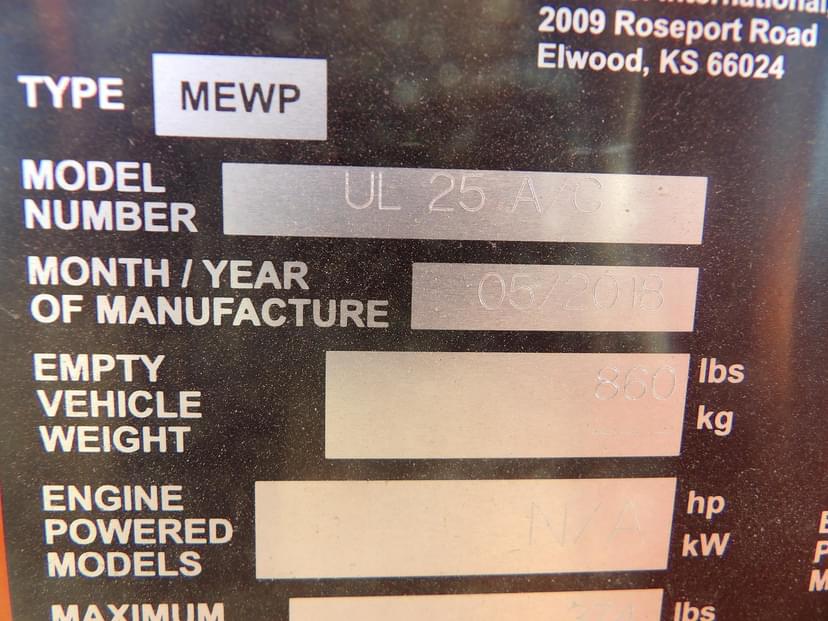 2009 Roseport Road
Elwood, KS 66024
TYPE MEWP
MODEL
NUMBER
UL 25 A/C
MONTH / YEAR
OF MANUFACTURE
05/2018
EMPTY
VEHICLE
WEIGHT
860 lbs
kg
ENGINE
POWERED
MODELS
N/A
hp
kW
MAXIMUM
lbs